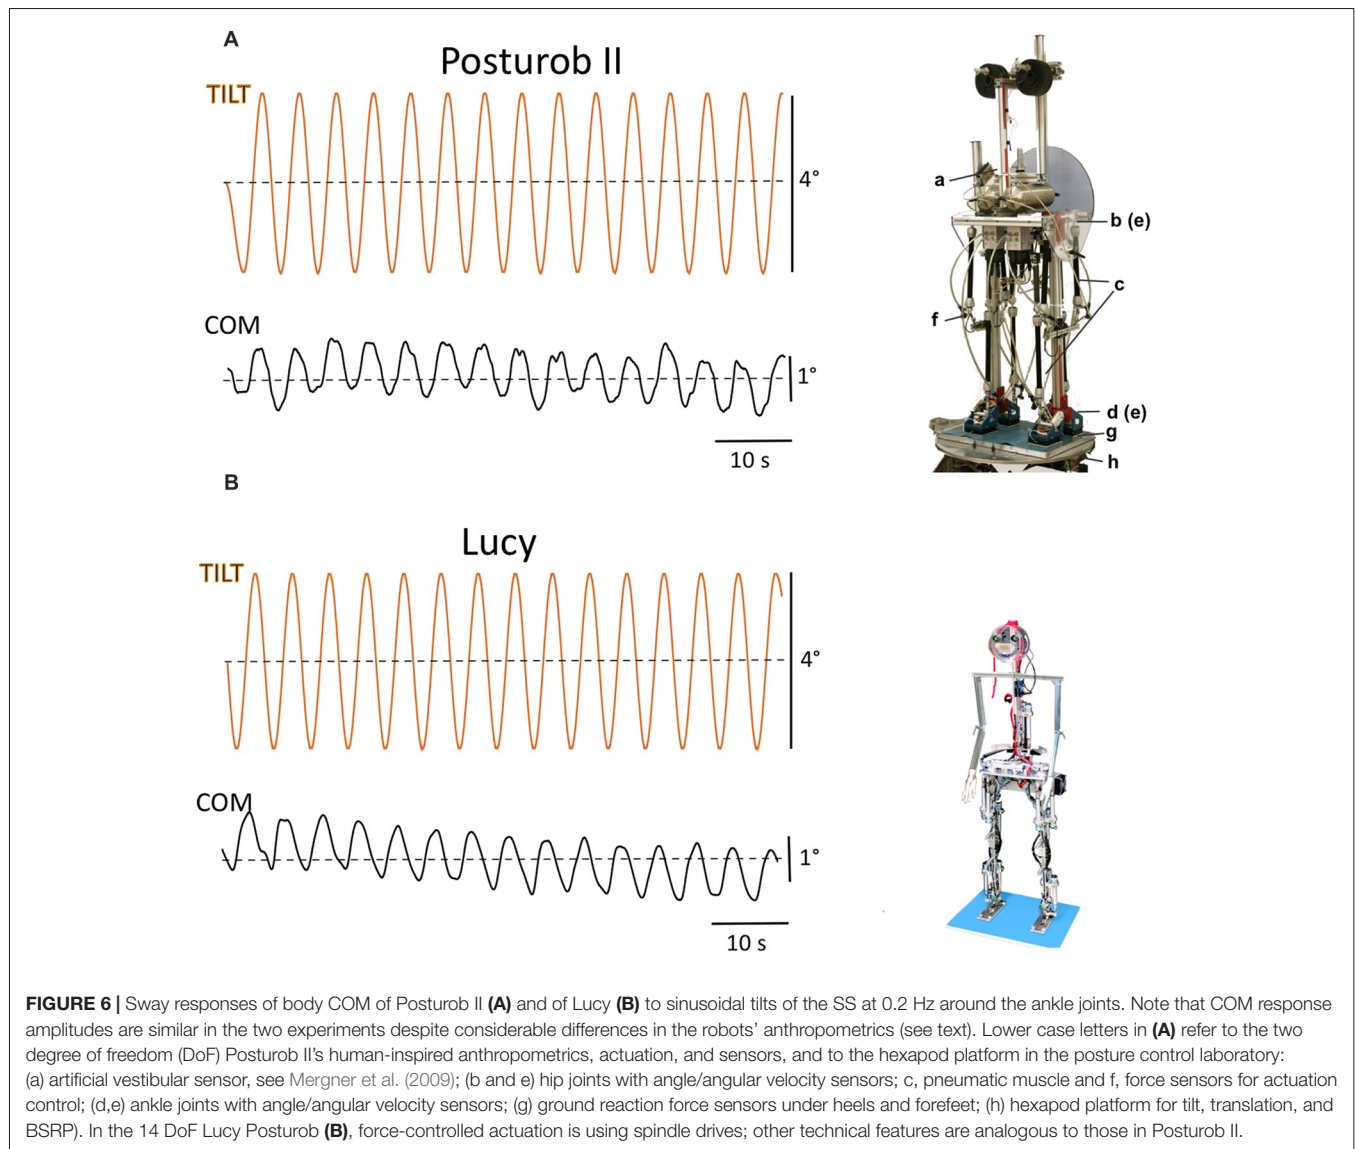 A
Posturob II
TILT
4°
COM
1°
10 s
a
b (e)
c
f
d (e)
g
h
B
Lucy
TILT
4°
COM
1°
10 s
FIGURE 6 | Sway responses of body COM of Posturob II (A) and of Lucy (B) to sinusoidal tilts of the SS at 0.2 Hz around the ankle joints. Note that COM response
amplitudes are similar in the two experiments despite considerable differences in the robots' anthropometrics (see text). Lower case letters in (A) refer to the two
degree of freedom (DoF) Posturob II's human-inspired anthropometrics, actuation, and sensors, and to the hexapod platform in the posture control laboratory:
(a) artificial vestibular sensor, see Mergner et al. (2009); (b and e) hip joints with angle/angular velocity sensors; c, pneumatic muscle and f, force sensors for actuation
control; (d,e) ankle joints with angle/angular velocity sensors; (g) ground reaction force sensors under heels and forefeet; (h) hexapod platform for tilt, translation, and
BSRP). In the 14 DoF Lucy Posturob (B), force-controlled actuation is using spindle drives; other technical features are analogous to those in Posturob II.